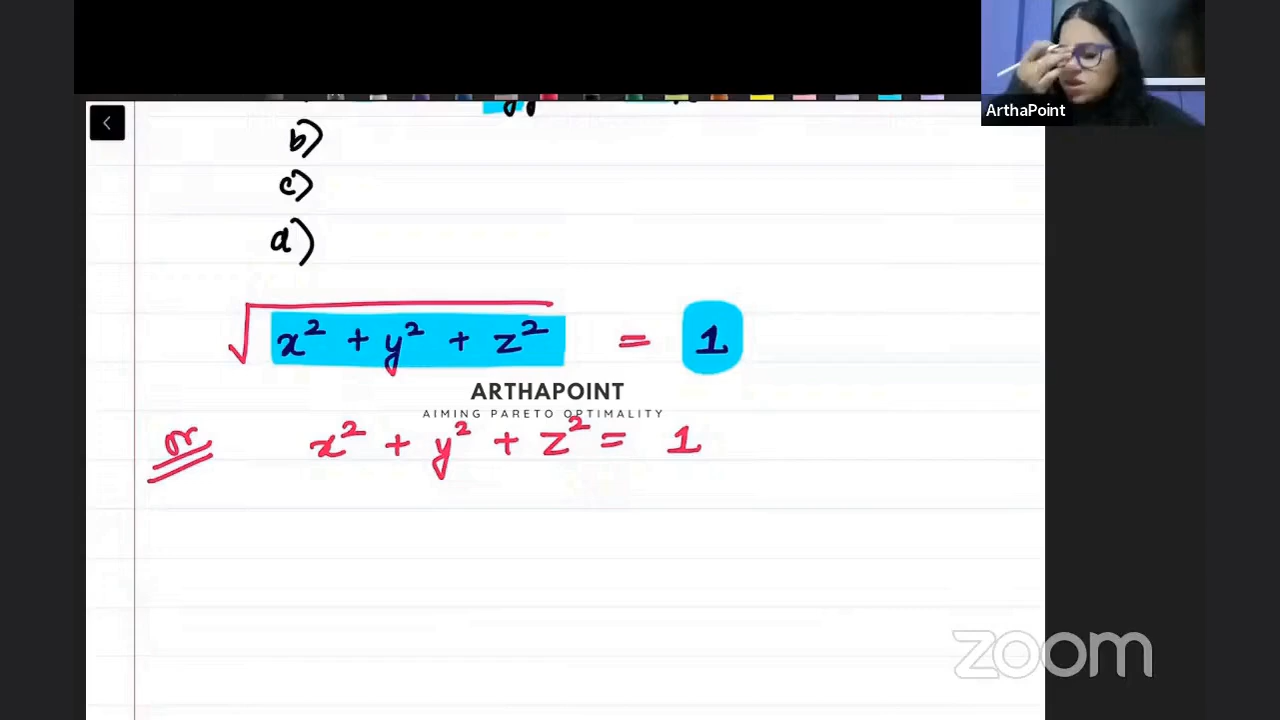 ArthaPoint
b)
c)
d)
√x² + y² + z² = 1
ARTHAPOINT
AIMING PARETO OPTIMALITY
or x² + y² + z² = 1
zoom